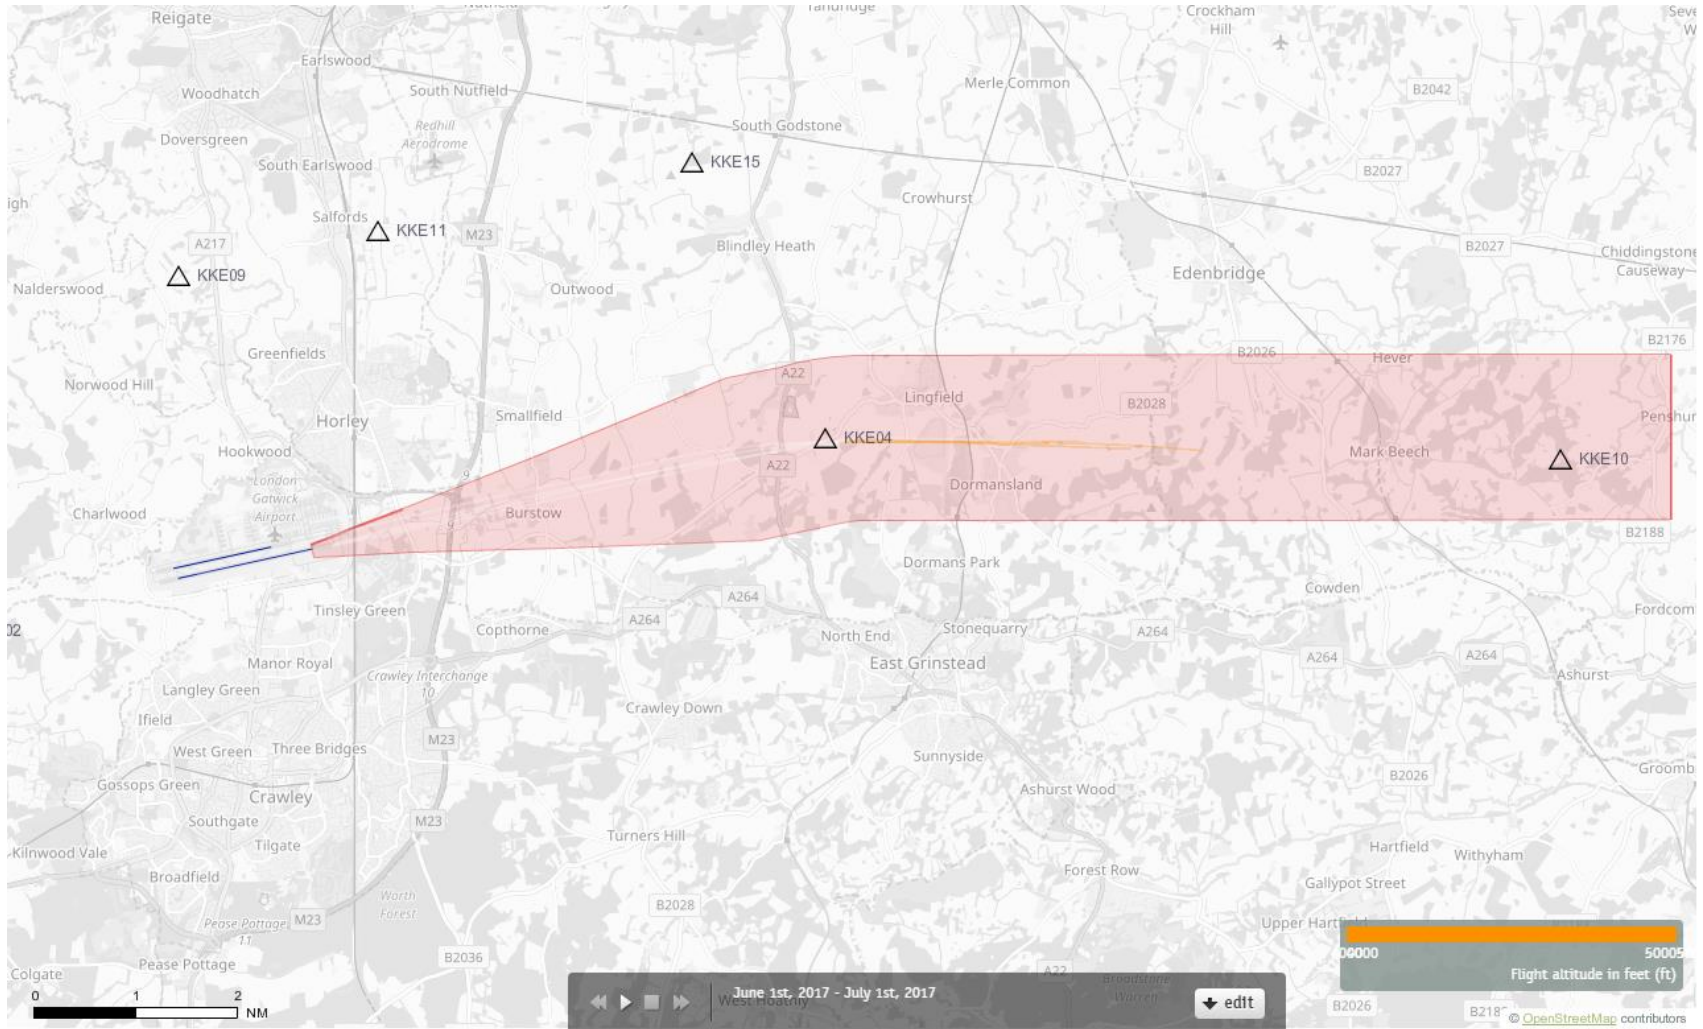 Reigate
Crockham
Hill
Earlswood
Woodhatch
South Nutfield
Merle Common
B2042
Redhill
Aerodrome
South Godstone
Doversgreen
South Earlswood
KKE15
B2027
Crowhurst
Salfords
KKE11
M23
A217
Blindley Heath
B2027
Chiddingstone
Causeway
KKE09
Edenbridge
Nalderswood
Outwood
B2176
Greenfields
B2026
Hever
Norwood Hill
A22
Lingfield
B2028
Smallfield
Horley
KKE04
Mark Beech
KKE10
Hookwood
A22
9
London
Gatwick
Airport
Dormansland
Charlwood
Burstow
9
B2188
Dormans Park
Cowden
A264
Tinsley Green
A264
02
Copthorne
North End
Stonequarry
A264
A264
A264
Manor Royal
East Grinstead
Crawley Interchange
10
Ashurst
Langley Green
Crawley Down
Ifield
M23
West Green
Three Bridges
Sunnyside
Gossops Green
B2026
Crawley
Ashurst Wood
Southgate
M23
Turners Hill
Tilgate
Kilnwood Vale
Hartfield
Withyham
Broadfield
Forest Row
Gallypot Street
Worth
Forest
B2028
Pease Pottage
11
M23
B2036
Pease Pottage
Colgate
A22
0 1 2
NM
June 1st, 2017 - July 1st, 2017
edit
Flight altitude in feet (ft)
B2026
© OpenStreetMap contributors